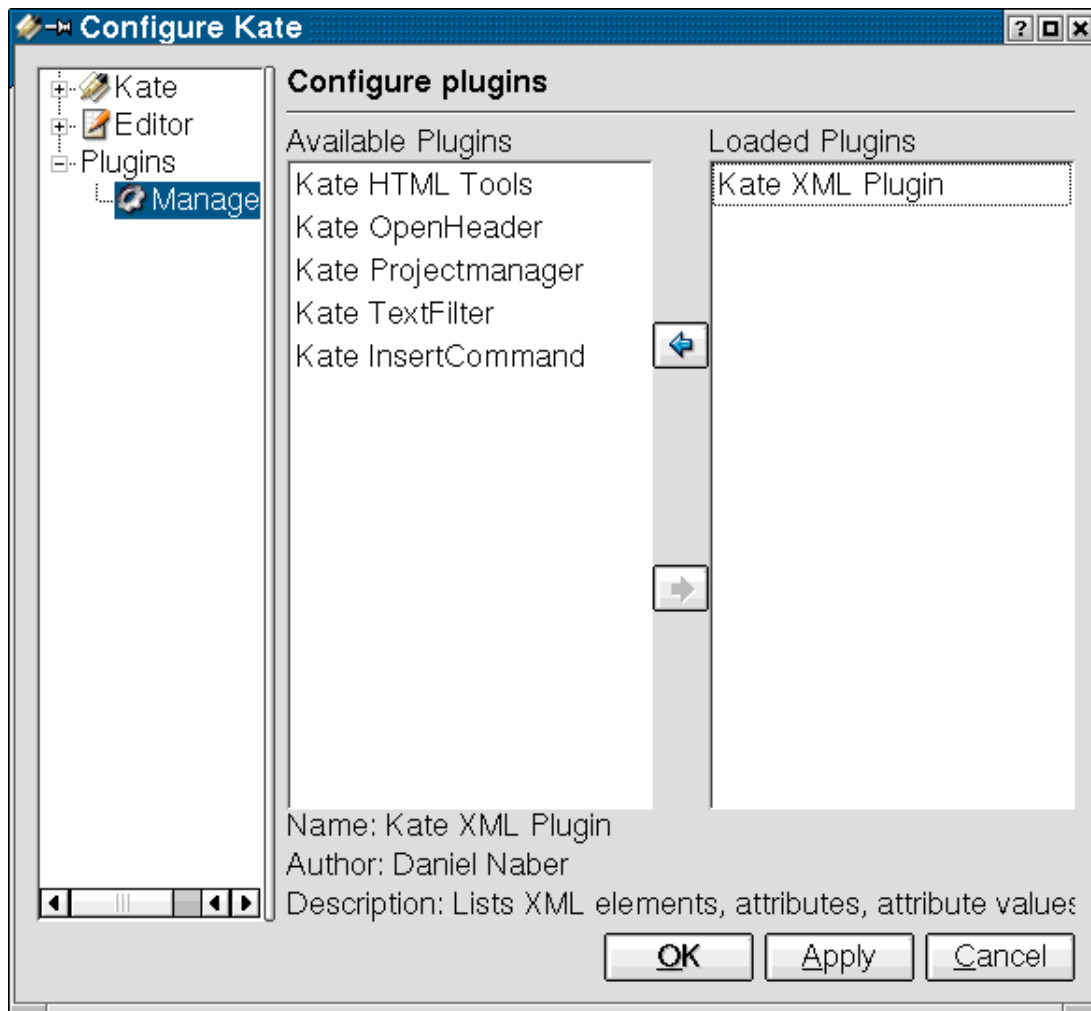 Configure Kate
Kate
Editor
Plugins
Manage
Configure plugins
Available Plugins
Kate HTML Tools
Kate OpenHeader
Kate Projectmanager
Kate TextFilter
Kate InsertCommand
Loaded Plugins
Kate XML Plugin
Name: Kate XML Plugin
Author: Daniel Naber
Description: Lists XML elements, attributes, attribute values
OK
Apply
Cancel